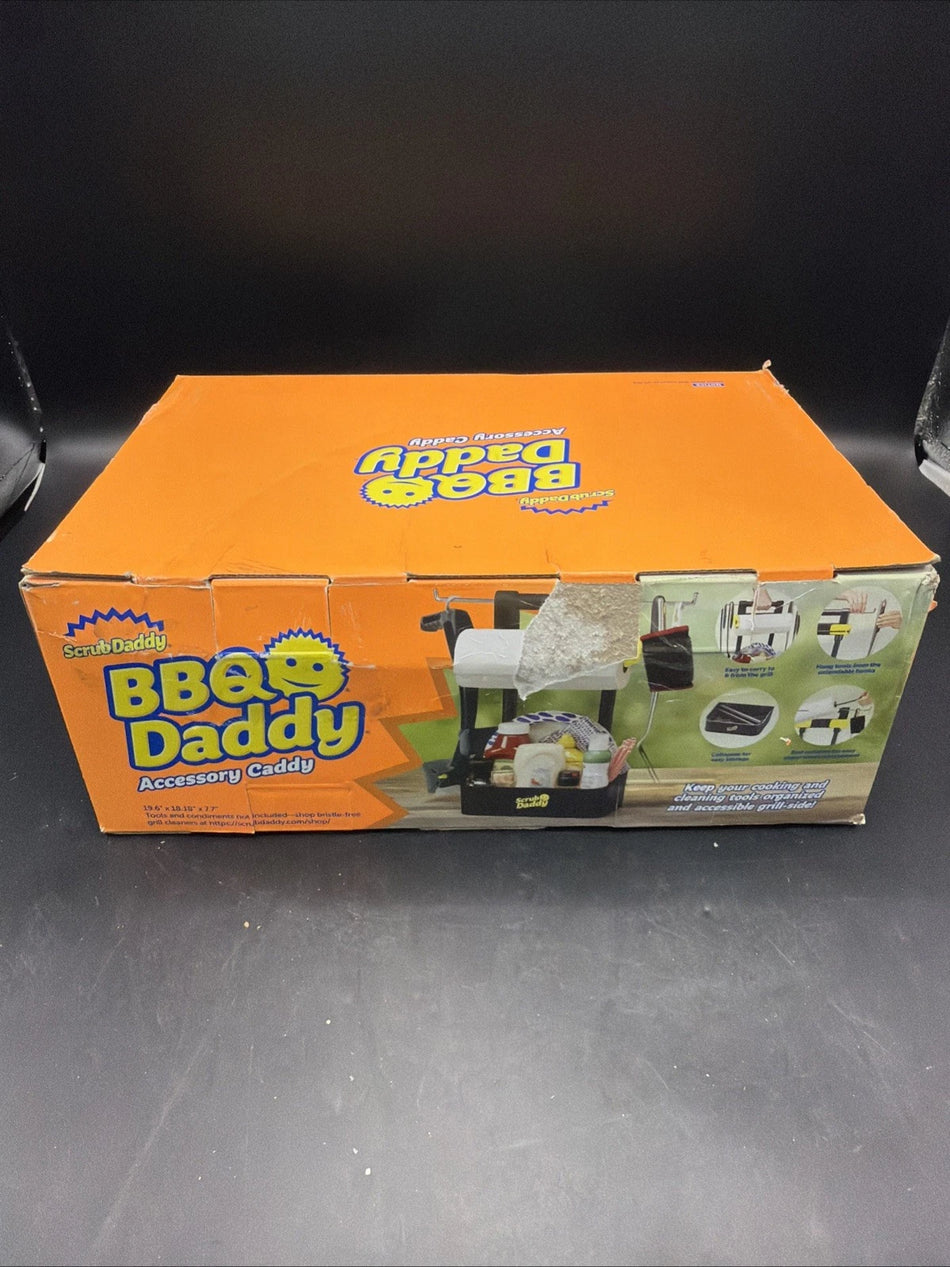 Accessory Caddy
BBQ
Daddy
Scrub Daddy
Scrub Daddy
BBQ
Daddy
Accessory Caddy
19.6" x 18.18" x 7.7"
Tools and condiments not included—shop bristle-free
grill cleaners at https://scrubdaddy.com/shop/
Scrub
Daddy
Easy to carry to
& from the grill
Hang tools from the
extendable hooks
Collapses for
easy storage
Keep your cooking and
cleaning tools organized
and accessible grill-side!